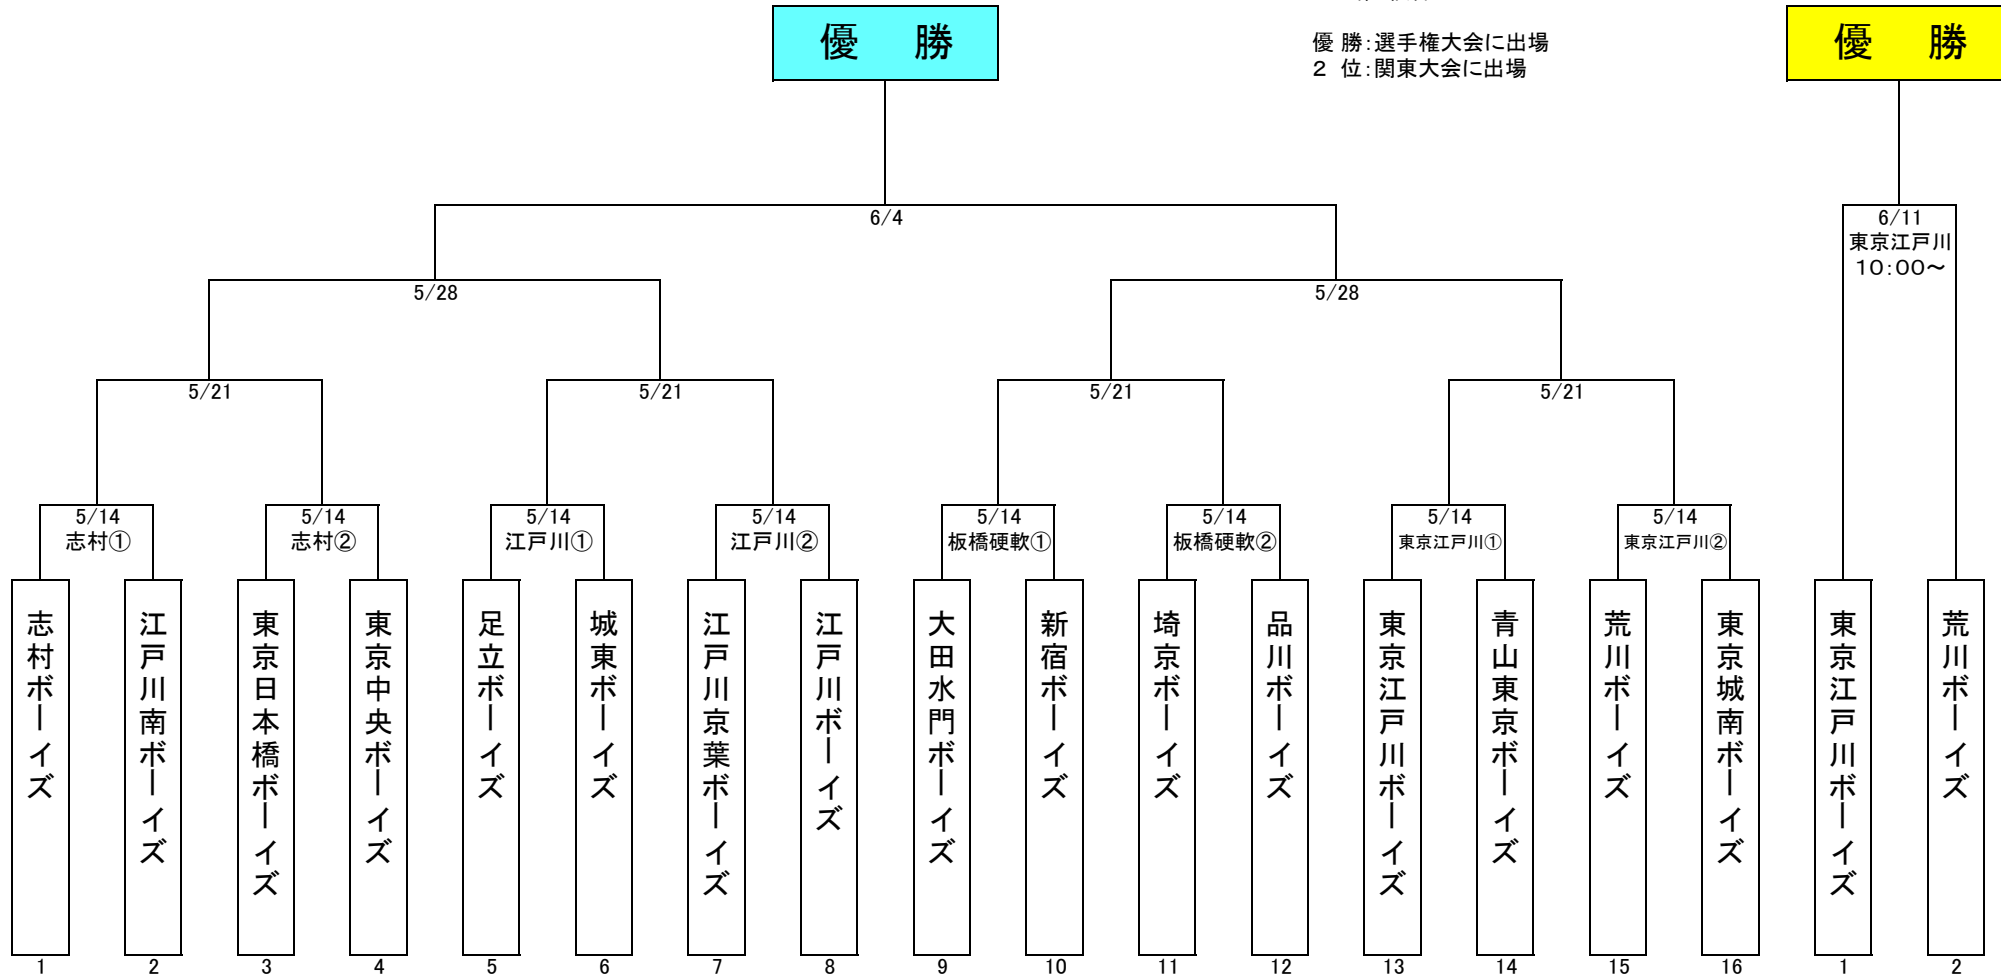 優 勝
優 勝:選手権大会に出場
2 位:関東大会に出場
優 勝
6/4
6/11
東京江戸川
10:00～
5/28
5/28
5/21
5/21
5/21
5/21
5/14
志村①
5/14
志村②
5/14
江戸川①
5/14
江戸川②
5/14
板橋硬軟①
5/14
板橋硬軟②
5/14
東京江戸川①
5/14
東京江戸川②
志村ボーイズ
江戸川南ボーイズ
東京日本橋ボーイズ
東京中央ボーイズ
足立ボーイズ
城東ボーイズ
江戸川京葉ボーイズ
江戸川ボーイズ
大田水門ボーイズ
新宿ボーイズ
埼京ボーイズ
品川ボーイズ
東京江戸川ボーイズ
青山東京ボーイズ
荒川ボーイズ
東京城南ボーイズ
東京江戸川ボーイズ
荒川ボーイズ
1 2 3 4 5 6 7 8 9 10 11 12 13 14 15 16 1 2